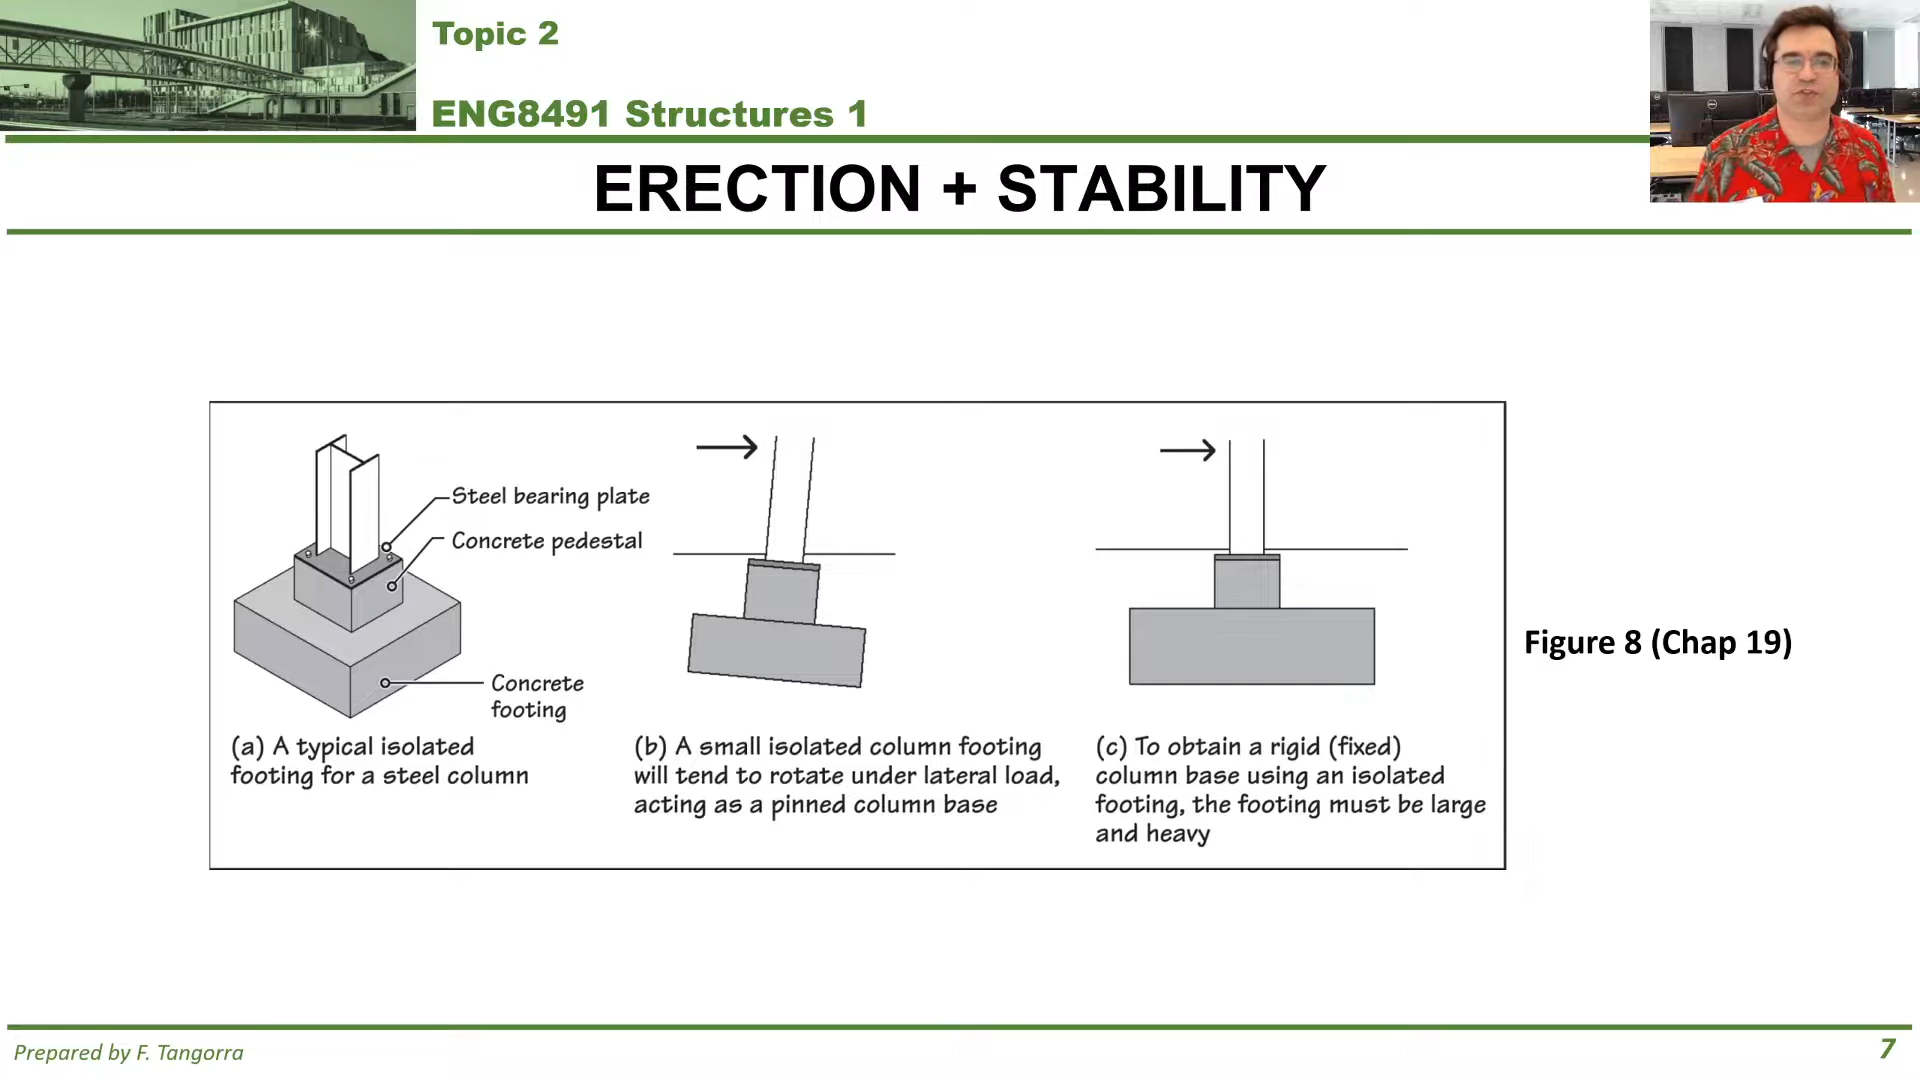 Topic 2
ENG8491 Structures 1
ERECTION + STABILITY
Steel bearing plate
Concrete pedestal
Concrete
footing
(a) A typical isolated
footing for a steel column
(b) A small isolated column footing
will tend to rotate under lateral load,
acting as a pinned column base
(c) To obtain a rigid (fixed)
column base using an isolated
footing, the footing must be large
and heavy
Figure 8 (Chap 19)
Prepared by F. Tangorra
7